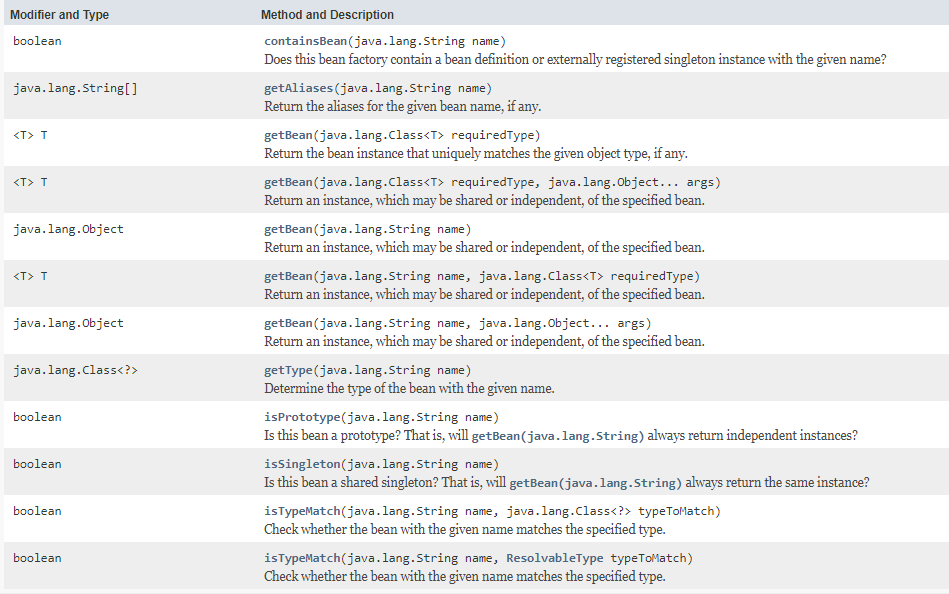 Modifier and Type Method and Description
boolean containsBean(java.lang.String name)
Does this bean factory contain a bean definition or externally registered singleton instance with the given name?
java.lang.String[] getAliases(java.lang.String name)
Return the aliases for the given bean name, if any.
<T> T getBean(java.lang.Class<T> requiredType)
Return the bean instance that uniquely matches the given object type, if any.
<T> T getBean(java.lang.Class<T> requiredType, java.lang.Object... args)
Return an instance, which may be shared or independent, of the specified bean.
java.lang.Object getBean(java.lang.String name)
Return an instance, which may be shared or independent, of the specified bean.
<T> T getBean(java.lang.String name, java.lang.Class<T> requiredType)
Return an instance, which may be shared or independent, of the specified bean.
java.lang.Object getBean(java.lang.String name, java.lang.Object... args)
Return an instance, which may be shared or independent, of the specified bean.
java.lang.Class<?> getType(java.lang.String name)
Determine the type of the bean with the given name.
boolean isPrototype(java.lang.String name)
Is this bean a prototype? That is, will getBean(java.lang.String) always return independent instances?
boolean isSingleton(java.lang.String name)
Is this bean a shared singleton? That is, will getBean(java.lang.String) always return the same instance?
boolean isTypeMatch(java.lang.String name, java.lang.Class<?> typeToMatch)
Check whether the bean with the given name matches the specified type.
boolean isTypeMatch(java.lang.String name, ResolvableType typeToMatch)
Check whether the bean with the given name matches the specified type.